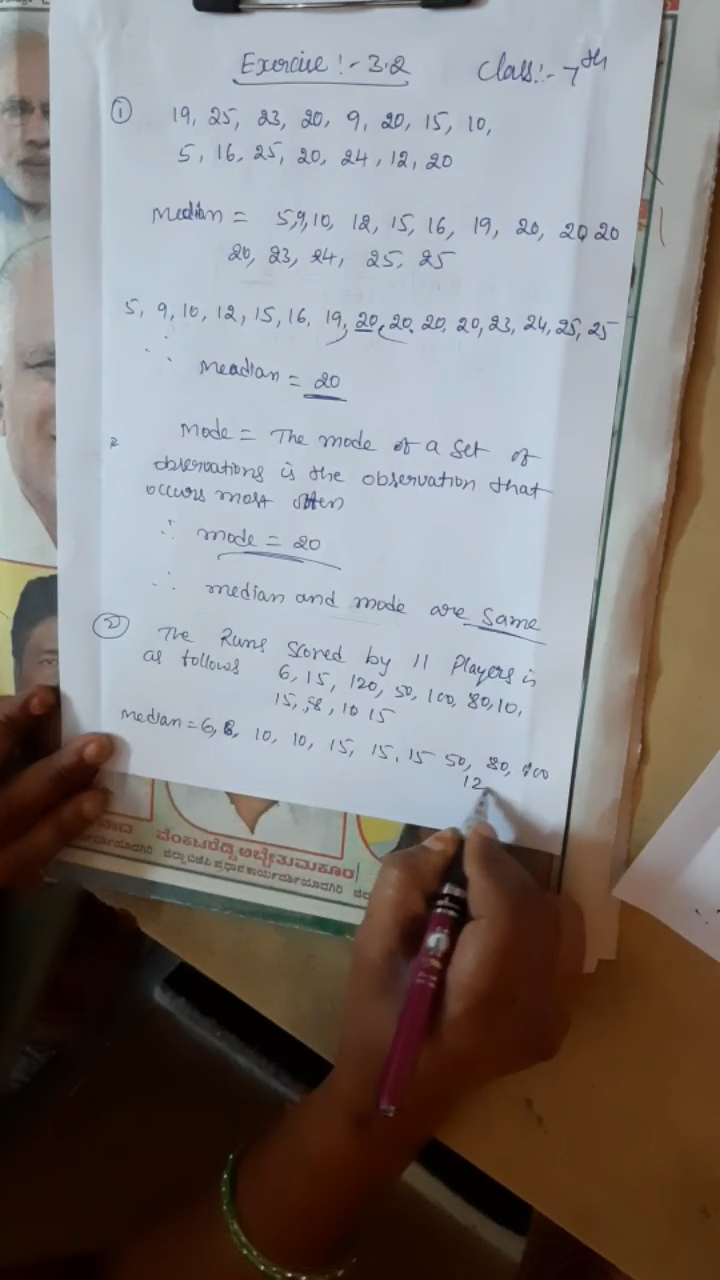 Exercise :- 3.2 Class:- 7th
① 19, 25, 23, 20, 9, 20, 15, 10,
5, 16, 25, 20, 24, 12, 20
Median = 5,9,10, 12, 15, 16, 19, 20, 20 20
20, 23, 24, 25, 25
5, 9, 10, 12, 15, 16, 19, 20, 20, 20, 20, 23, 24, 25, 25
∴ Meadian = 20
Mode = The mode of a set of
observations is the observation that
occurs most often
∴ mode = 20
∴ median and mode are same
② The Runs scored by 11 Players is
as follows 6, 15, 120, 50, 100, 80, 10,
15, 8, 10 15
Median = 6, 8, 10, 10, 15, 15, 15 50, 80, 100
12
ವೆಂಕಟರೆಡ್ಡಿ ಅಬ್ಬೇತುಮಕೂರ